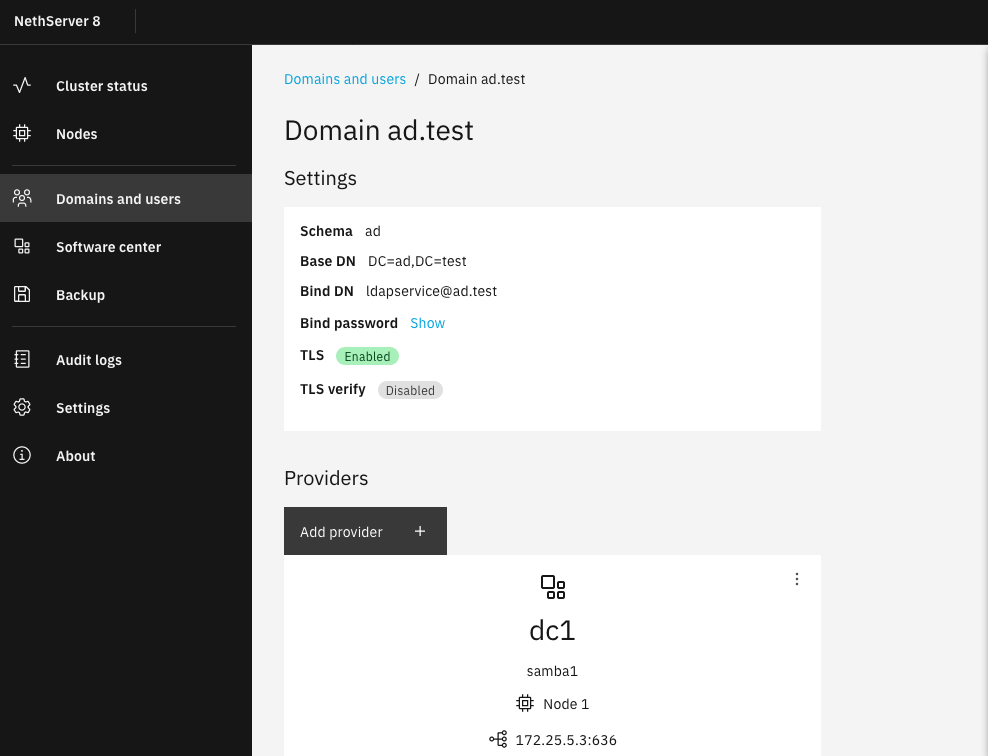 NethServer 8
Cluster status
Nodes
Domains and users
Software center
Backup
Audit logs
Settings
About
Domains and users / Domain ad.test
Domain ad.test
Settings
Schema ad
Base DN DC=ad,DC=test
Bind DN ldapservice@ad.test
Bind password Show
TLS Enabled
TLS verify Disabled
Providers
Add provider +
dc1
samba1
Node 1
172.25.5.3:636